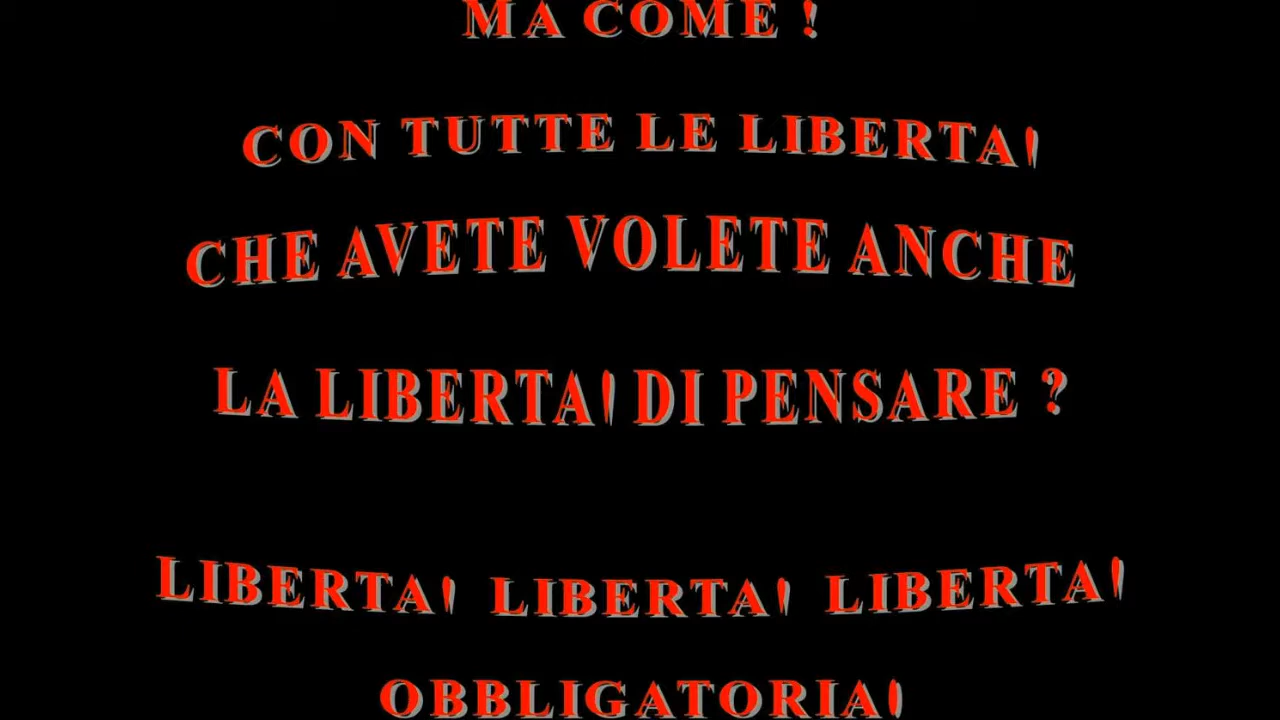 MA COME !
CON TUTTE LE LIBERTA'
CHE AVETE VOLETE ANCHE
LA LIBERTA' DI PENSARE ?
LIBERTA' LIBERTA' LIBERTA'
OBBLIGATORIA'